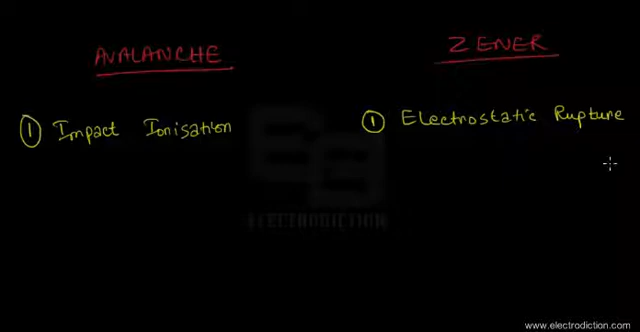 AVALANCHE
ZENER
① Impact Ionisation
① Electrostatic Rupture
ELECTRODICTION
www.electrodiction.com